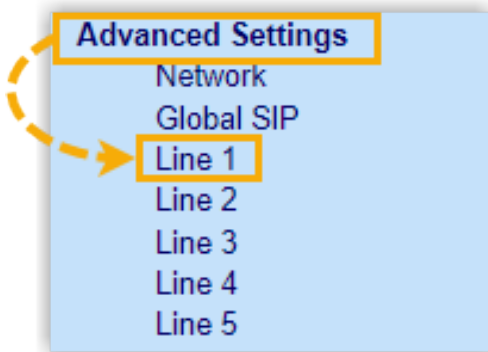 Advanced Settings
Network
Global SIP
Line 1
Line 2
Line 3
Line 4
Line 5